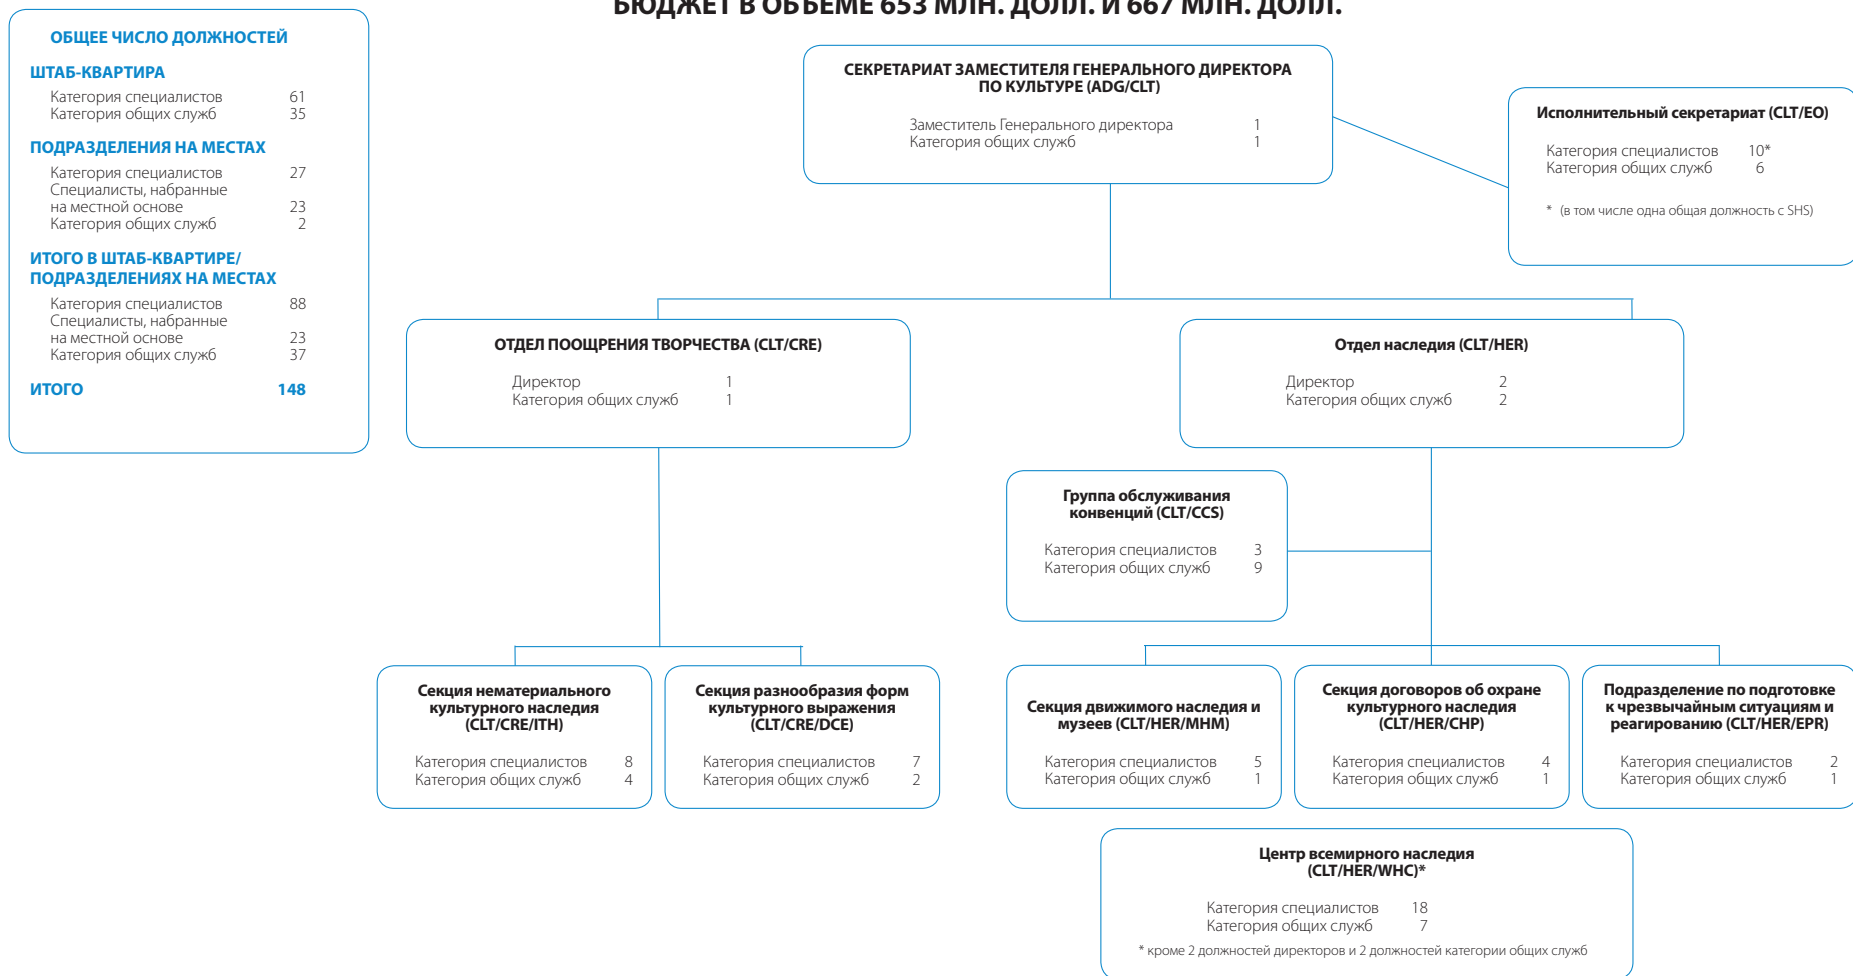 БЮДЖЕТ В ОБЪЕМЕ 653 МЛН. ДОЛЛ. И 667 МЛН. ДОЛЛ.
ОБЩЕЕ ЧИСЛО ДОЛЖНОСТЕЙ
ШТАБ-КВАРТИРА
Категория специалистов 61
Категория общих служб 35
ПОДРАЗДЕЛЕНИЯ НА МЕСТАХ
Категория специалистов 27
Специалисты, набранные
на местной основе 23
Категория общих служб 2
ИТОГО В ШТАБ-КВАРТИРЕ/
ПОДРАЗДЕЛЕНИЯХ НА МЕСТАХ
Категория специалистов 88
Специалисты, набранные
на местной основе 23
Категория общих служб 37
ИТОГО 148
СЕКРЕТАРИАТ ЗАМЕСТИТЕЛЯ ГЕНЕРАЛЬНОГО ДИРЕКТОРА
ПО КУЛЬТУРЕ (ADG/CLT)
Заместитель Генерального директора 1
Категория общих служб 1
Исполнительный секретариат (CLT/EO)
Категория специалистов 10*
Категория общих служб 6
* (в том числе одна общая должность с SHS)
ОТДЕЛ ПООЩРЕНИЯ ТВОРЧЕСТВА (CLT/CRE)
Директор 1
Категория общих служб 1
Отдел наследия (CLT/HER)
Директор 2
Категория общих служб 2
Группа обслуживания
конвенций (CLT/CCS)
Категория специалистов 3
Категория общих служб 9
Секция нематериального
культурного наследия
(CLT/CRE/ITH)
Категория специалистов 8
Категория общих служб 4
Секция разнообразия форм
культурного выражения
(CLT/CRE/DCE)
Категория специалистов 7
Категория общих служб 2
Секция движимого наследия и
музеев (CLT/HER/MHM)
Категория специалистов 5
Категория общих служб 1
Секция договоров об охране
культурного наследия
(CLT/HER/CHP)
Категория специалистов 4
Категория общих служб 1
Подразделение по подготовке
к чрезвычайным ситуациям и
реагированию (CLT/HER/EPR)
Категория специалистов 2
Категория общих служб 1
Центр всемирного наследия
(CLT/HER/WHC)*
Категория специалистов 18
Категория общих служб 7
* кроме 2 должностей директоров и 2 должностей категории общих служб